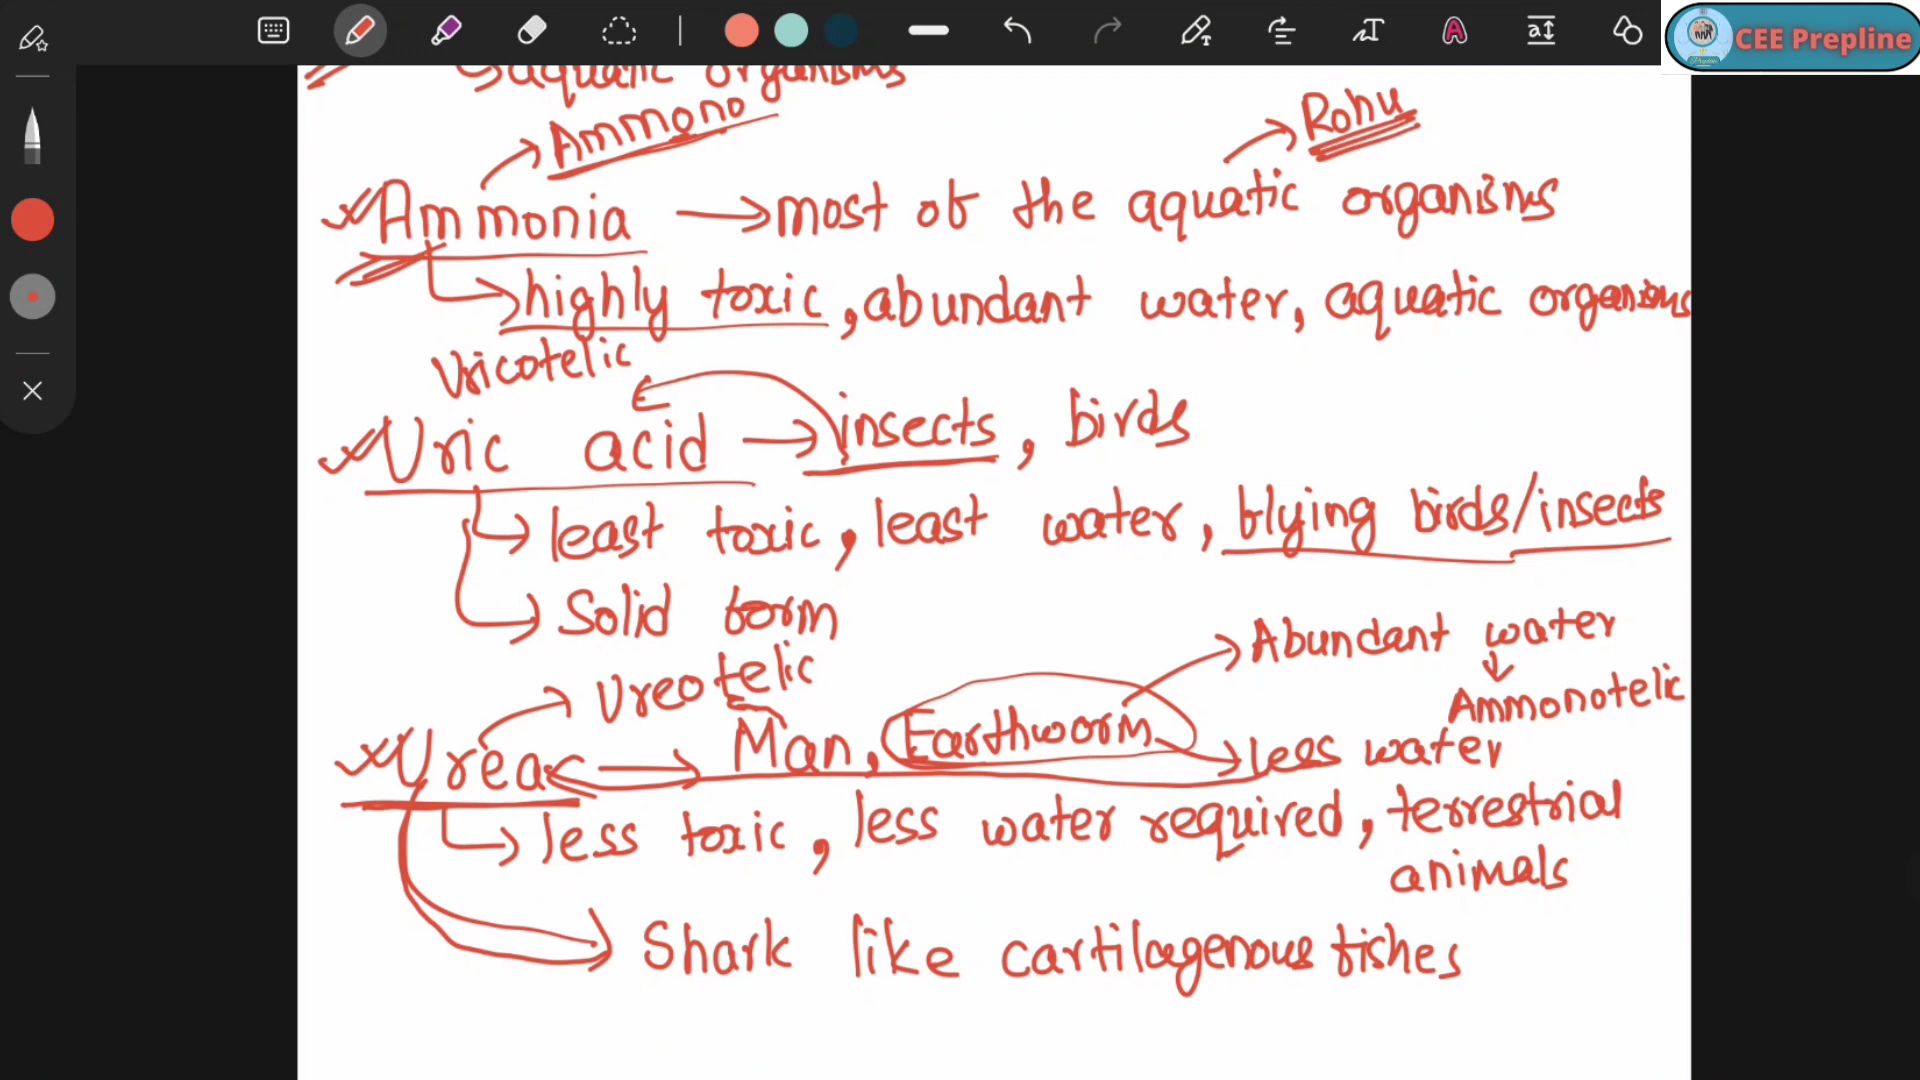 CEE Prepline
aquatic organisms
Ammono
Rohu
Ammonia → most of the aquatic organisms
highly toxic, abundant water, aquatic organisms
Uricotelic
Uric acid → insects, birds
least toxic, least water, flying birds/insects
Solid form
Abundant water
Ureotelic
Ammonotelic
Urea → Man, Earthworm → Less water
less toxic, less water required, terrestrial
animals
Shark like cartilagenous fishes